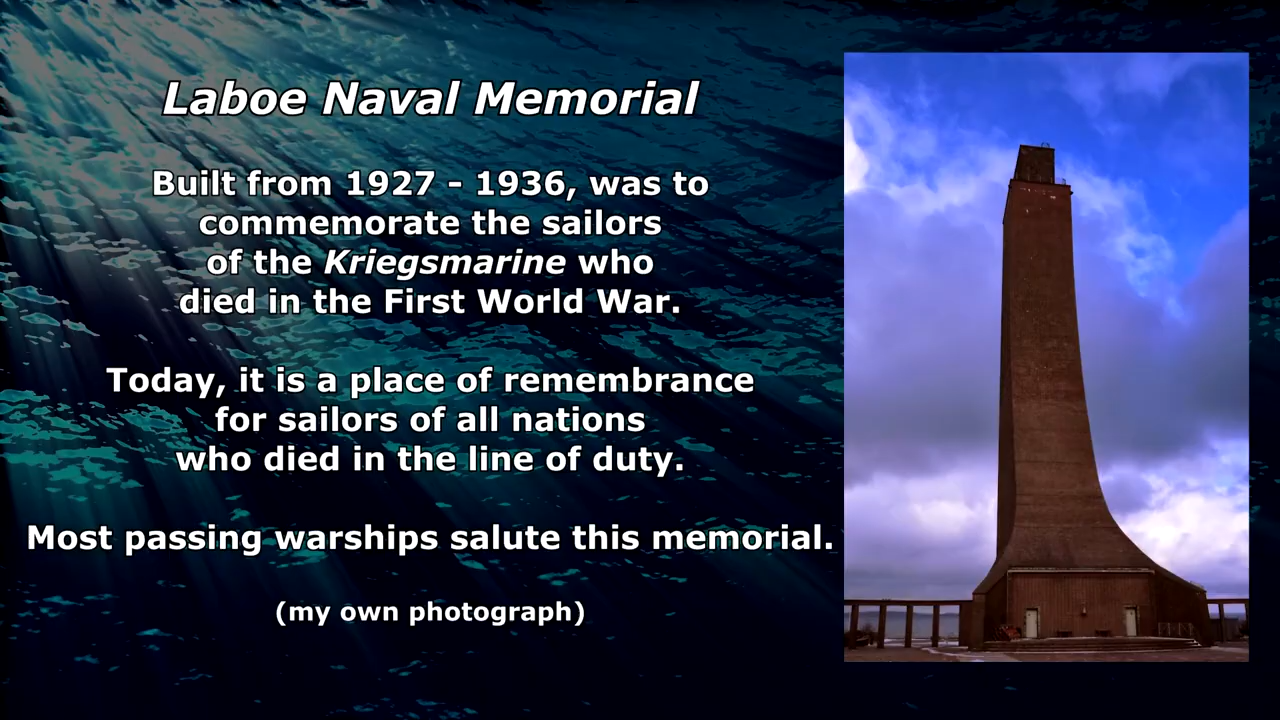 Laboe Naval Memorial
Built from 1927 - 1936, was to
commemorate the sailors
of the Kriegsmarine who
died in the First World War.
Today, it is a place of remembrance
for sailors of all nations
who died in the line of duty.
Most passing warships salute this memorial.
(my own photograph)